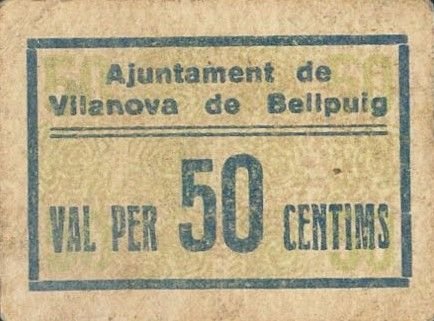 Ajuntament de
Vilanova de Bellpuig
VAL PER 50 CENTIMS